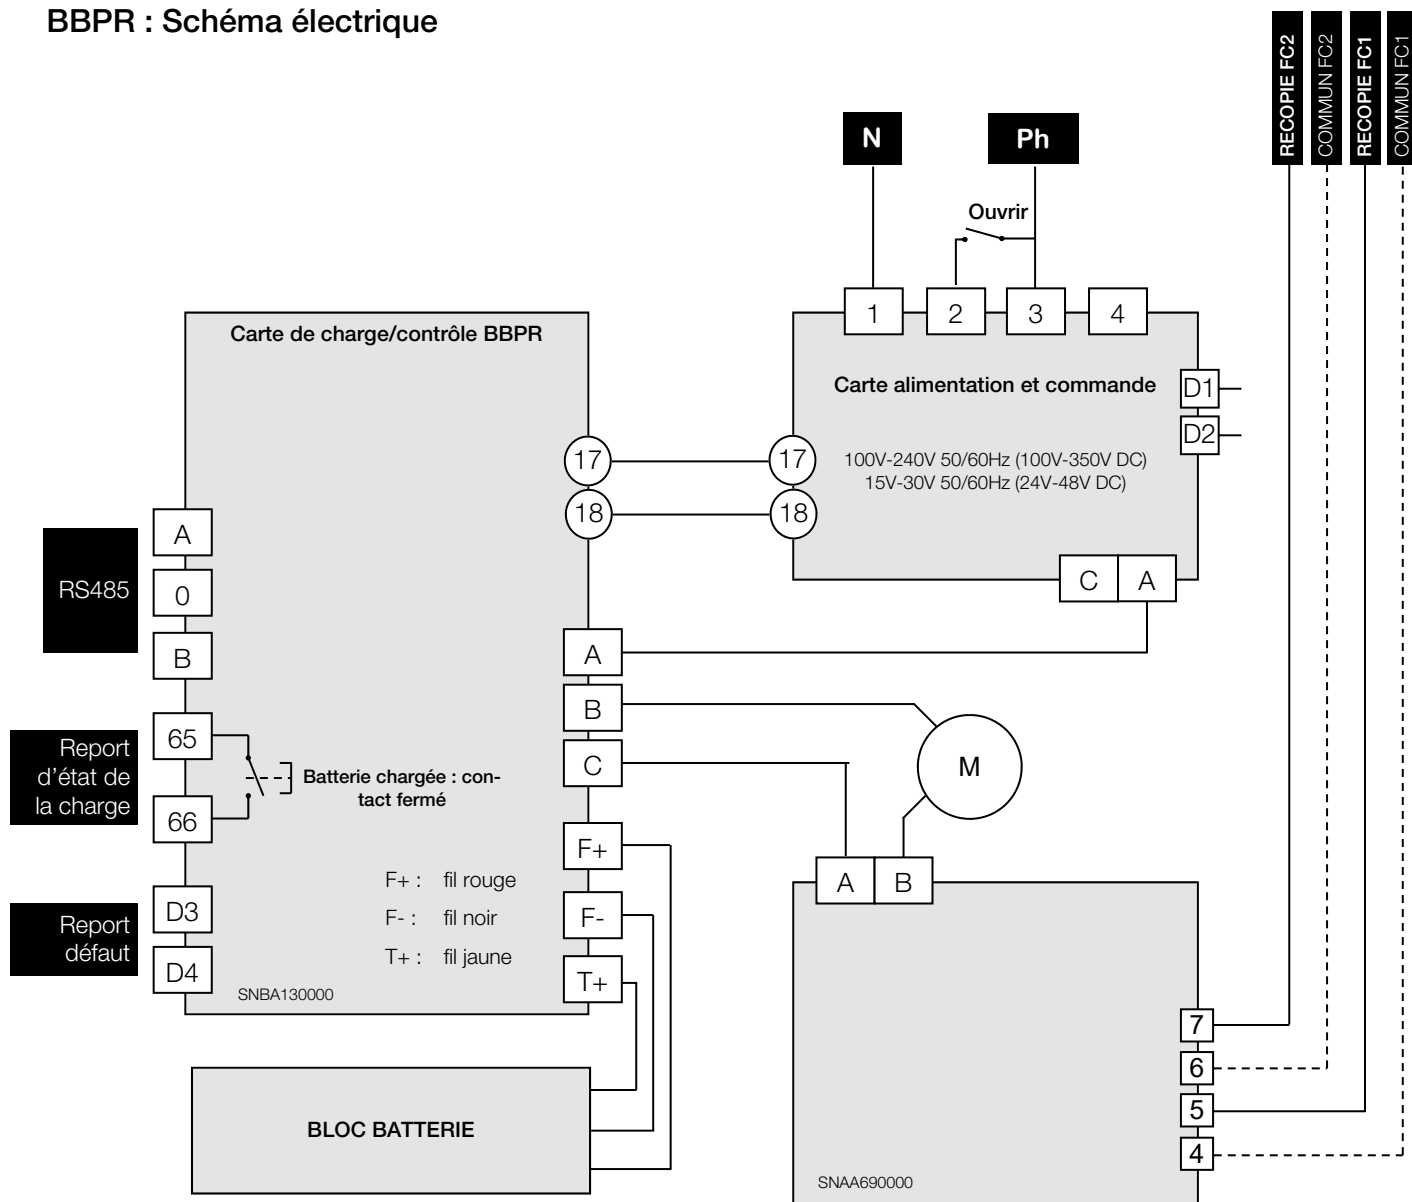 BBPR : Schéma électrique
RECOPIE FC2
COMMUN FC2
RECOPIE FC1
COMMUN FC1
N
Ph
Ouvrir
1
2
3
4
Carte de charge/contrôle BBPR
Carte alimentation et commande
D1
D2
100V-240V 50/60Hz (100V-350V DC)
15V-30V 50/60Hz (24V-48V DC)
17
18
17
18
C
A
RS485
A
0
B
A
B
C
M
Report
d'état de
la charge
65
66
Batterie chargée : con-
tact fermé
F+
F-
T+
F+ : fil rouge
F- : fil noir
T+ : fil jaune
Report
défaut
D3
D4
SNBA130000
A
B
7
6
5
4
BLOC BATTERIE
SNAA690000